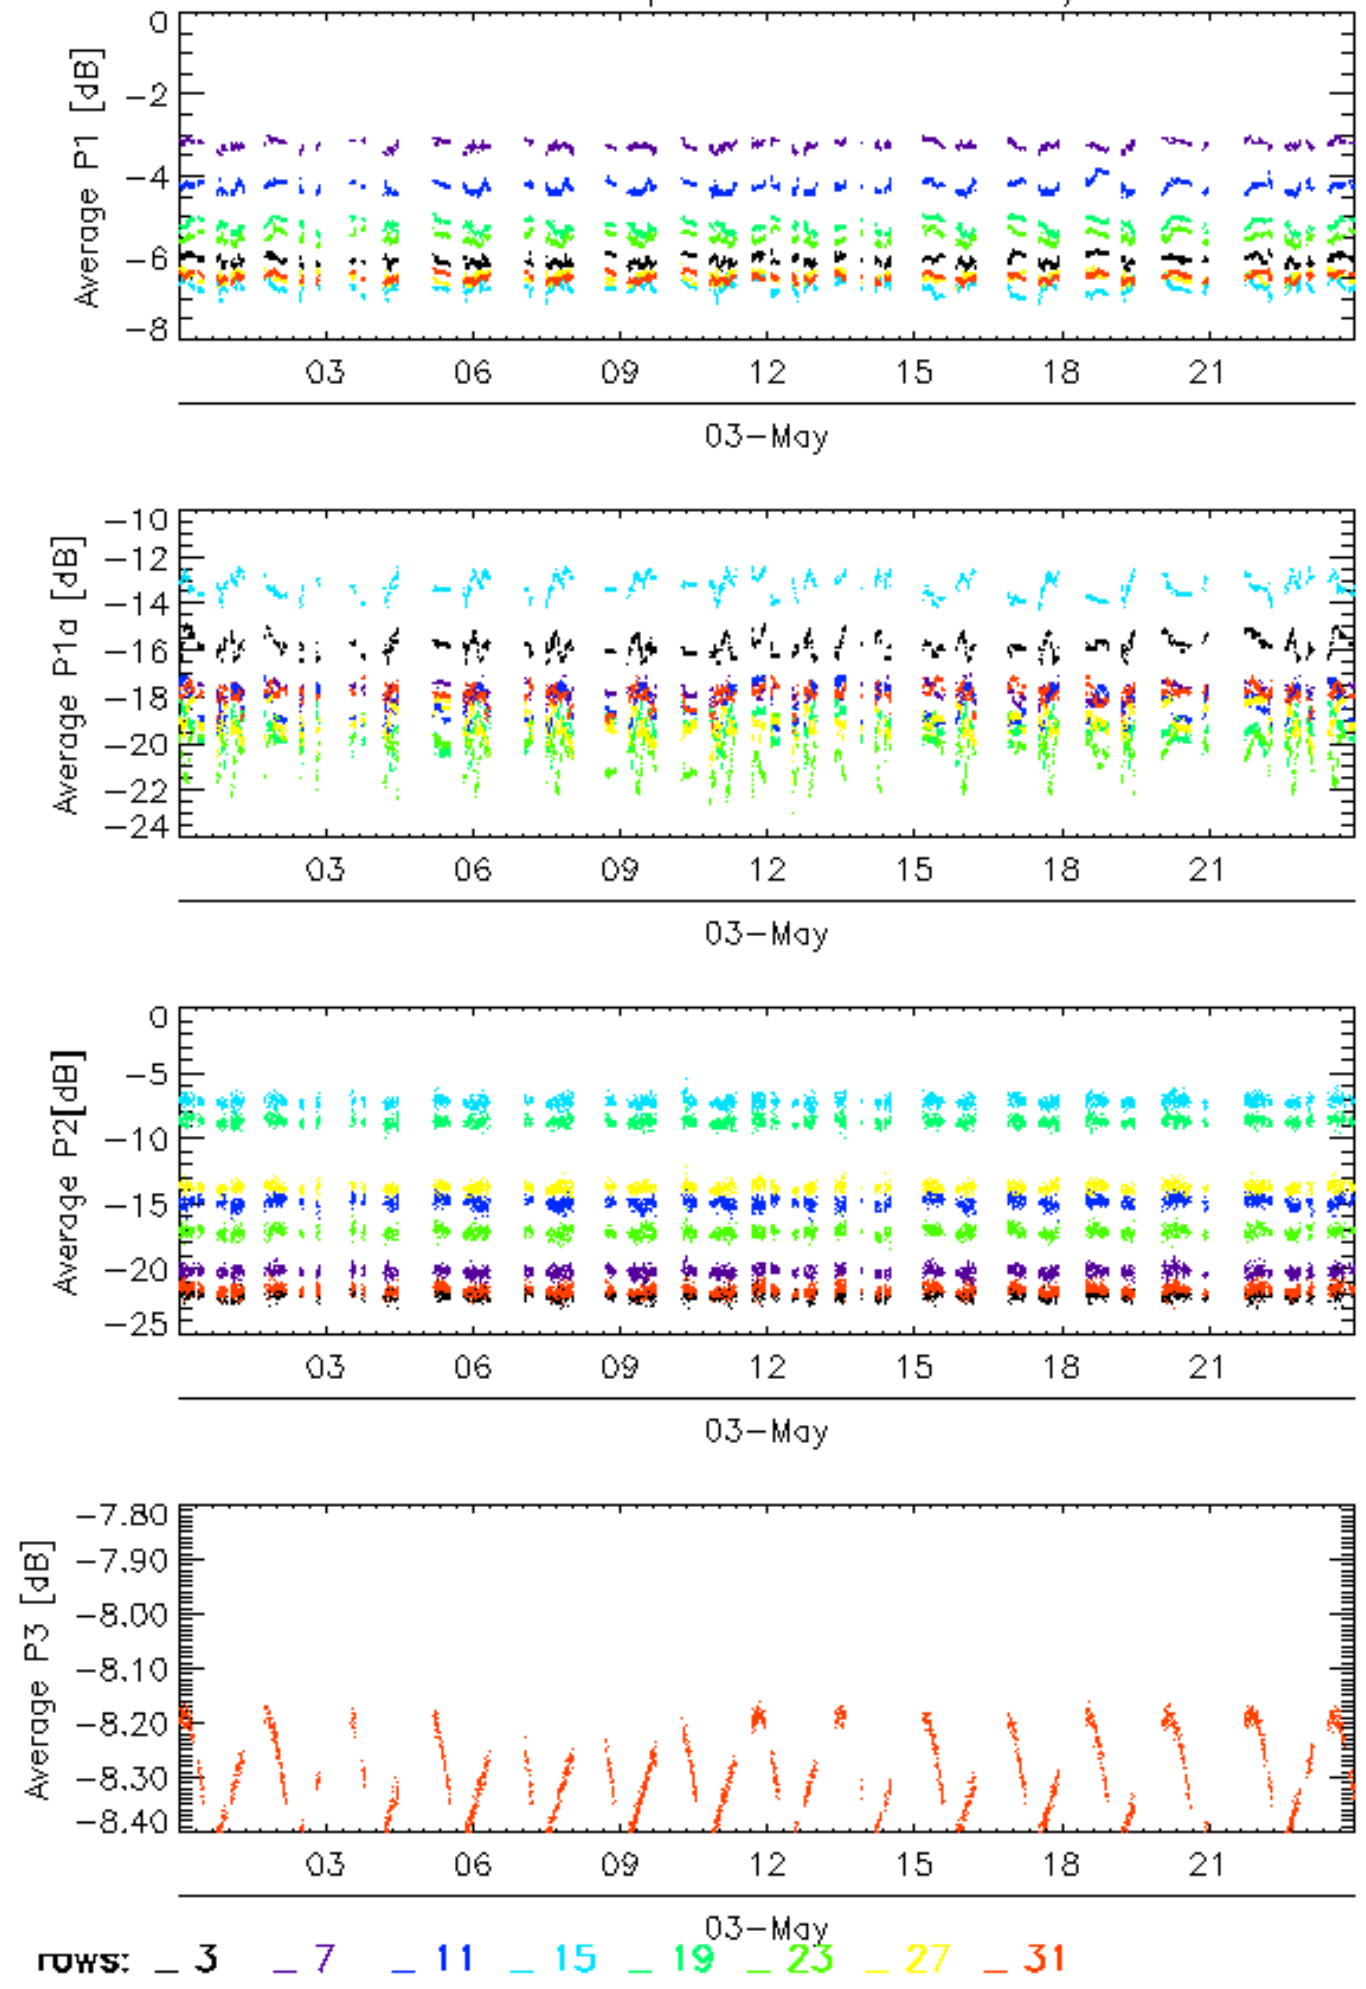 0
-2
-4
-6
-8
Average P1 [dB]
03 06 09 12 15 18 21
03-May
-10
-12
-14
-16
-18
-20
-22
-24
Average P1a [dB]
03 06 09 12 15 18 21
03-May
0
-5
-10
-15
-20
-25
Average P2[dB]
03 06 09 12 15 18 21
03-May
-7.80
-7.90
-8.00
-8.10
-8.20
-8.30
-8.40
Average P3 [dB]
03 06 09 12 15 18 21
03-May
rows: _ 3 _ 7 _ 11 _ 15 _ 19 _ 23 _ 27 _ 31